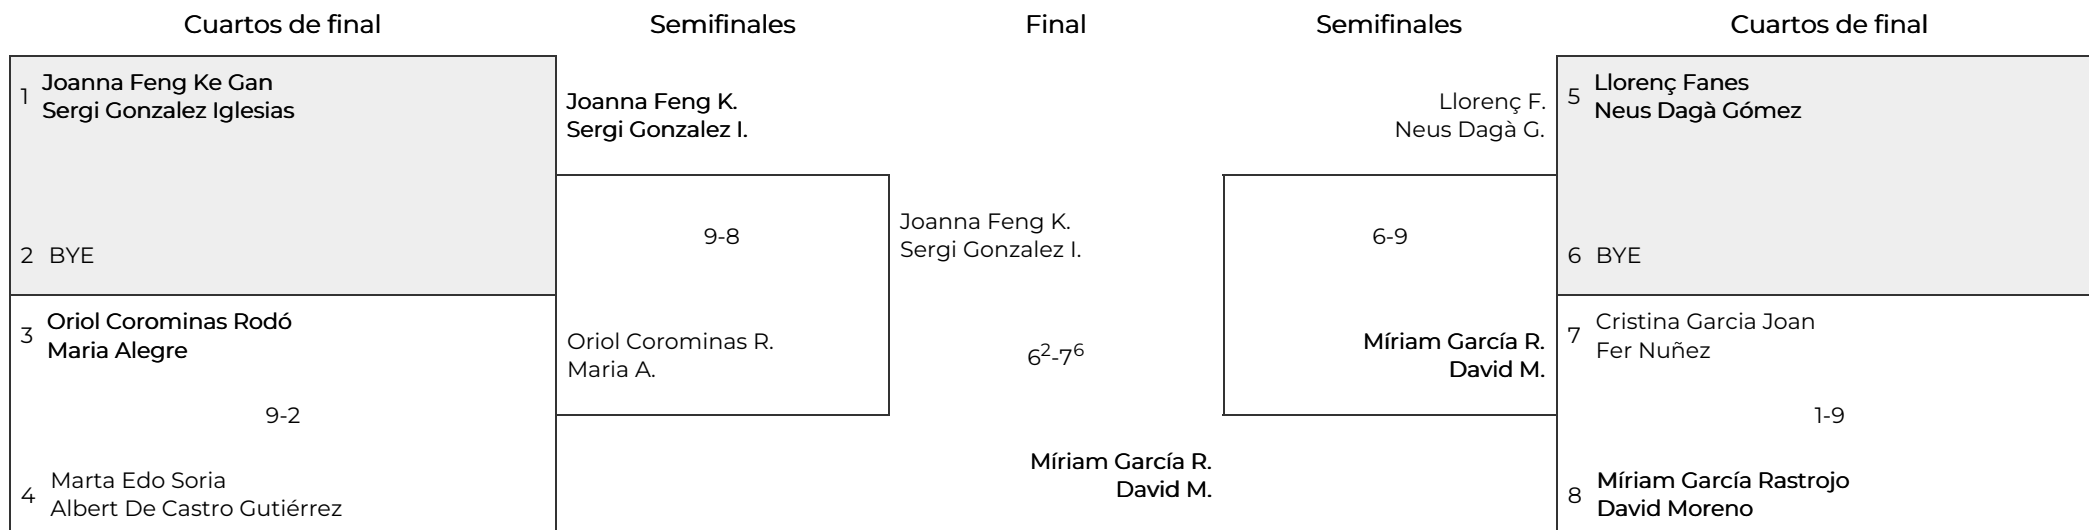 Cuartos de final
Semifinales
Final
Semifinales
Cuartos de final
1
Joanna Feng Ke Gan
Sergi Gonzalez Iglesias
2 BYE
3
Oriol Corominas Rodó
Maria Alegre
9-2
4
Marta Edo Soria
Albert De Castro Gutiérrez
Joanna Feng K.
Sergi Gonzalez I.
9-8
Oriol Corominas R.
Maria A.
Joanna Feng K.
Sergi Gonzalez I.
6²-7⁶
Míriam García R.
David M.
Llorenç F.
Neus Dagà G.
6-9
Míriam García R.
David M.
5
Llorenç Fanes
Neus Dagà Gómez
6 BYE
7
Cristina Garcia Joan
Fer Nuñez
1-9
8
Míriam García Rastrojo
David Moreno